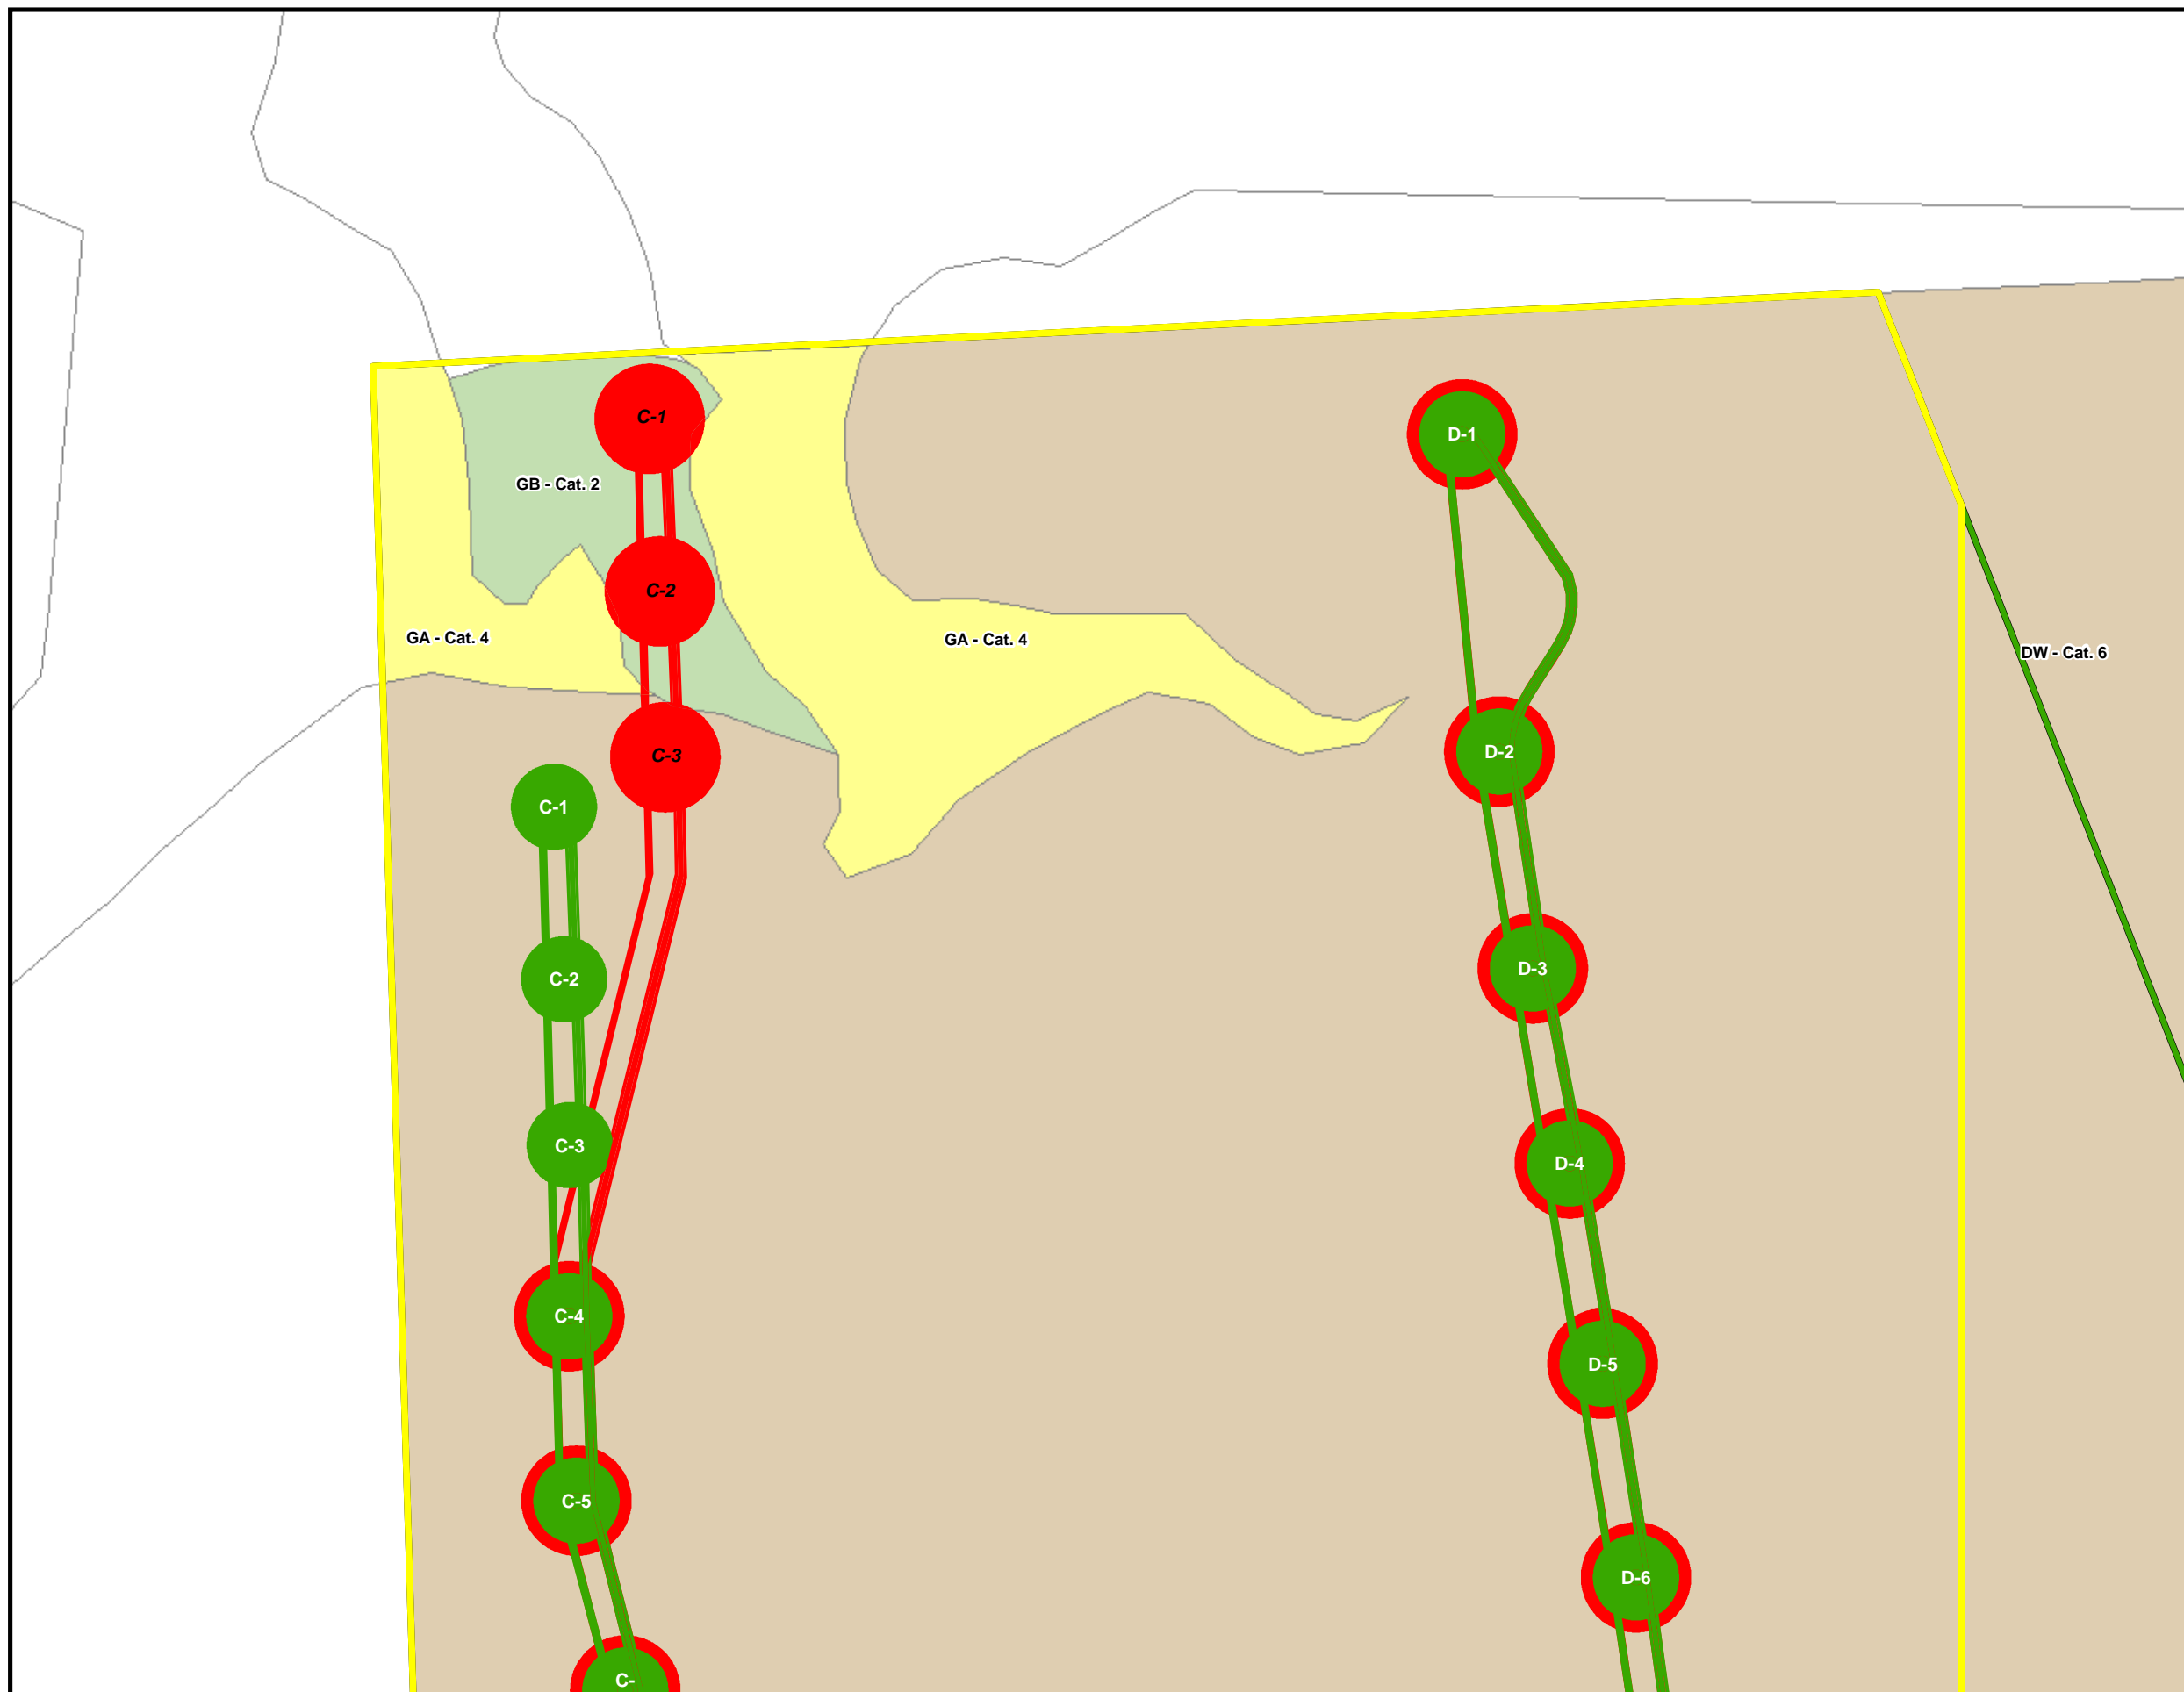 C-1
D-1
GB - Cat. 2
C-2
GA - Cat. 4
GA - Cat. 4
DW - Cat. 6
D-2
C-3
C-1
D-3
C-2
C-3
D-4
C-4
D-5
C-5
D-6
C-